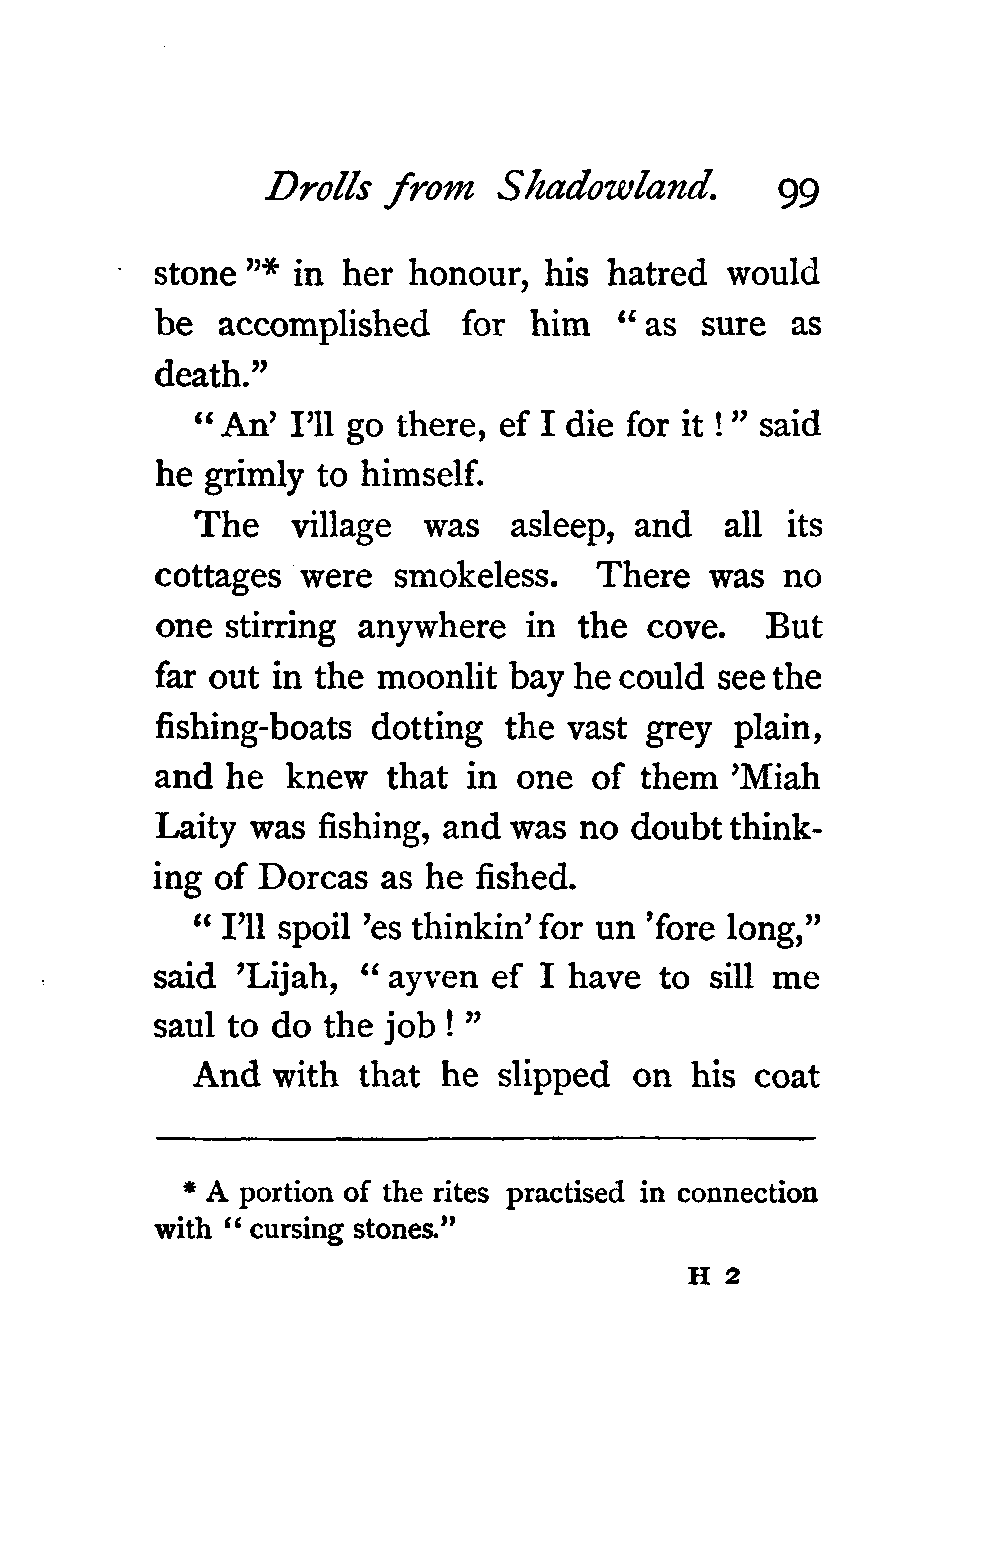 Drolls from Shadowland. 99
stone”* in her honour, his hatred would
be accomplished for him “as sure as
death.”
“An’ I’ll go there, ef I die for it!” said
he grimly to himself.
The village was asleep, and all its
cottages were smokeless. There was no
one stirring anywhere in the cove. But
far out in the moonlit bay he could see the
fishing-boats dotting the vast grey plain,
and he knew that in one of them ’Miah
Laity was fishing, and was no doubt think-
ing of Dorcas as he fished.
“I’ll spoil ’es thinkin’ for un ’fore long,”
said ’Lijah, “ayven ef I have to sill me
saul to do the job!”
And with that he slipped on his coat
* A portion of the rites practised in connection
with “cursing stones.”
H 2